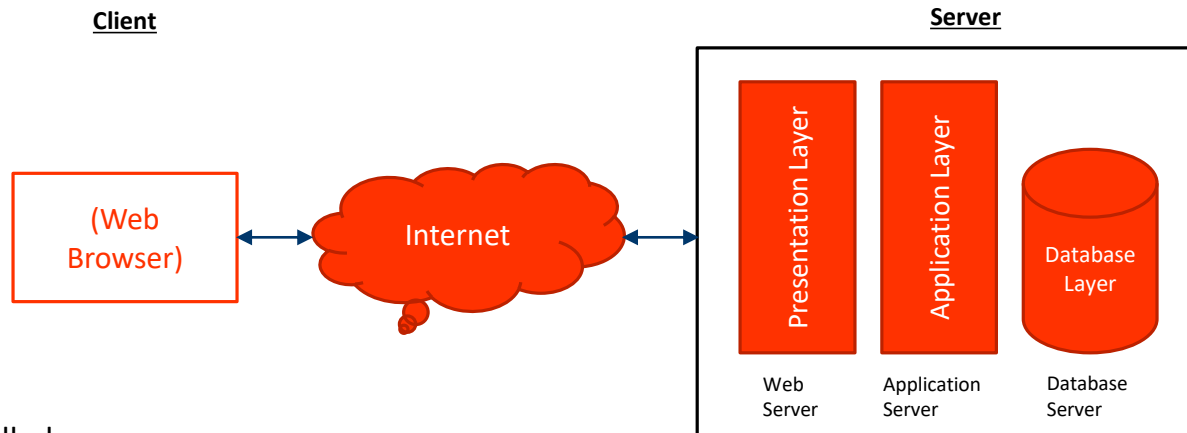 Client
Server
(Web
Browser)
Internet
Presentation Layer
Application Layer
Database
Layer
Web
Server
Application
Server
Database
Server